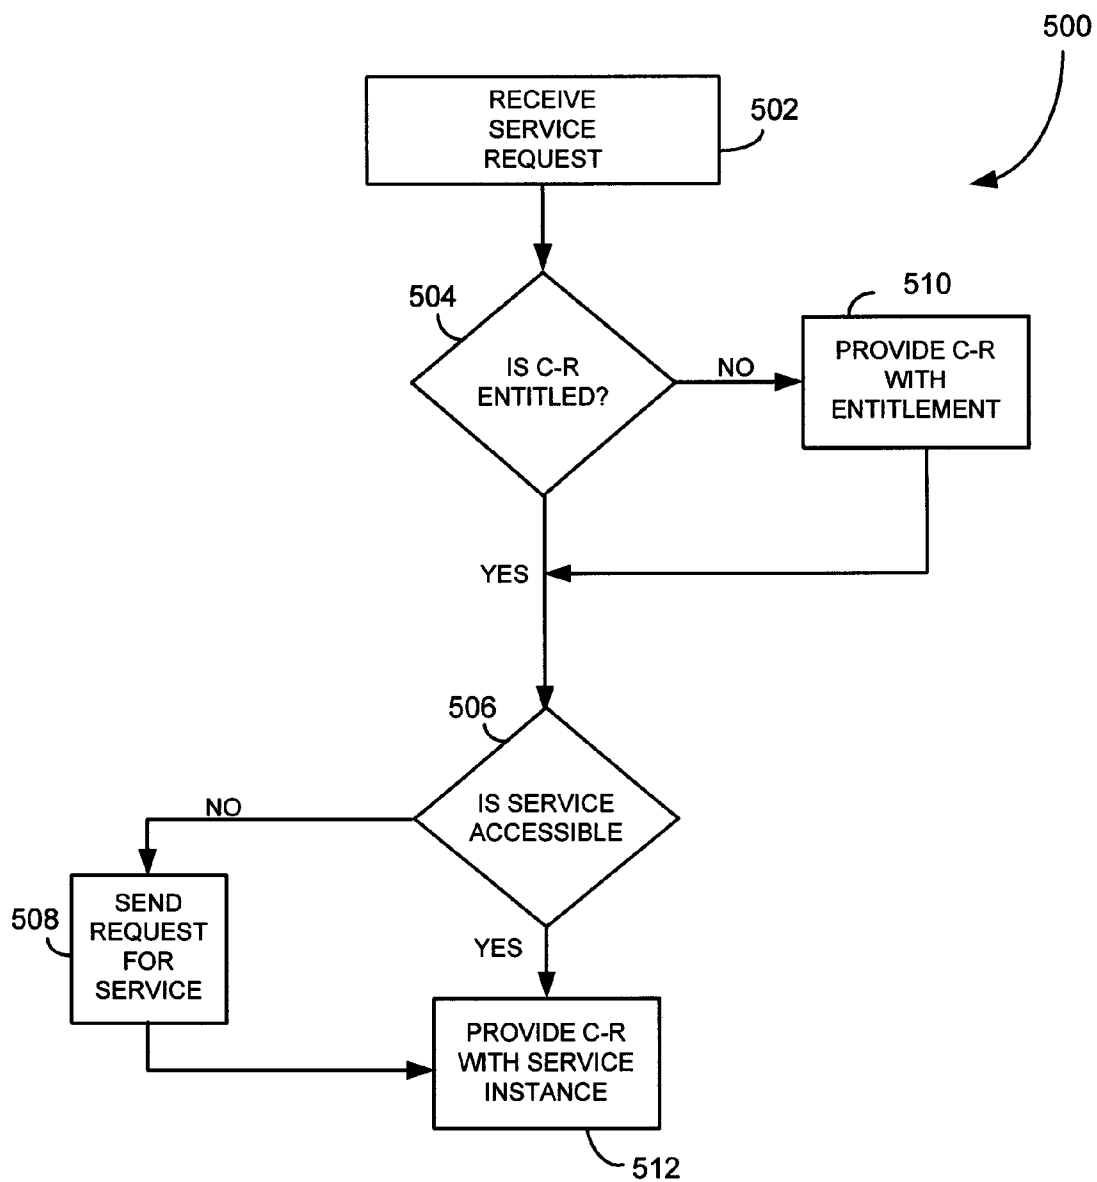 500
RECEIVE
SERVICE
REQUEST
502
504
IS C-R
ENTITLED?
NO
510
PROVIDE C-R
WITH
ENTITLEMENT
YES
506
IS SERVICE
ACCESSIBLE
NO
508
SEND
REQUEST
FOR
SERVICE
YES
PROVIDE C-R
WITH SERVICE
INSTANCE
512